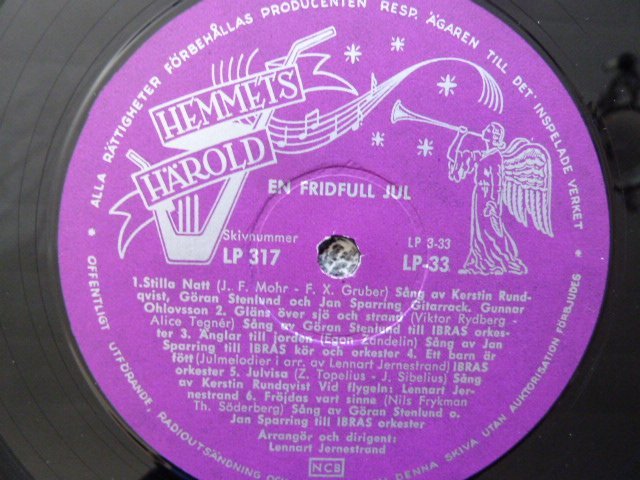 ALLA RÄTTIGHETER FÖRBEHÅLLAS PRODUCENTEN RESP. ÄGAREN TILL DET INSPELADE VERKET
HEMMETS
HÄROLD
EN FRIDFULL JUL
Skivnummer
LP 317
LP 3-33
LP-33
1.Stilla Natt (J. F. Mohr - F. X. Gruber) Sång av Kerstin Rund-
qvist, Göran Stenlund och Jan Sparring Gitarrack. Gunnar
Ohlovsson 2. Gläns över sjö och strand (Viktor Rydberg -
Alice Tegnér) Sång av Göran Stenlund till IBRAS orkes-
ter 3. Änglar till jorden (Egon Zandelin) Sång av Jan
Sparring till IBRAS kör och orkester 4. Ett barn är
fött (Julmelodier i arr. av Lennart Jernestrand) IBRAS
orkester 5. Julvisa (Z. Topelius - J. Sibelius) Sång
av Kerstin Rundqvist Vid flygeln: Lennart Jer-
nestrand 6. Fröjdas vart sinne (Nils Frykman
Th. Söderberg) Sång av Göran Stenlund o.
Jan Sparring till IBRAS orkester
Arrangör och dirigent:
Lennart Jernestrand
NCB
OFFENTLIGT UTFÖRANDE, RADIOUTSÄNDNING OCH DENNA SKIVA UTAN AUKTORISATION FÖRBJUDES